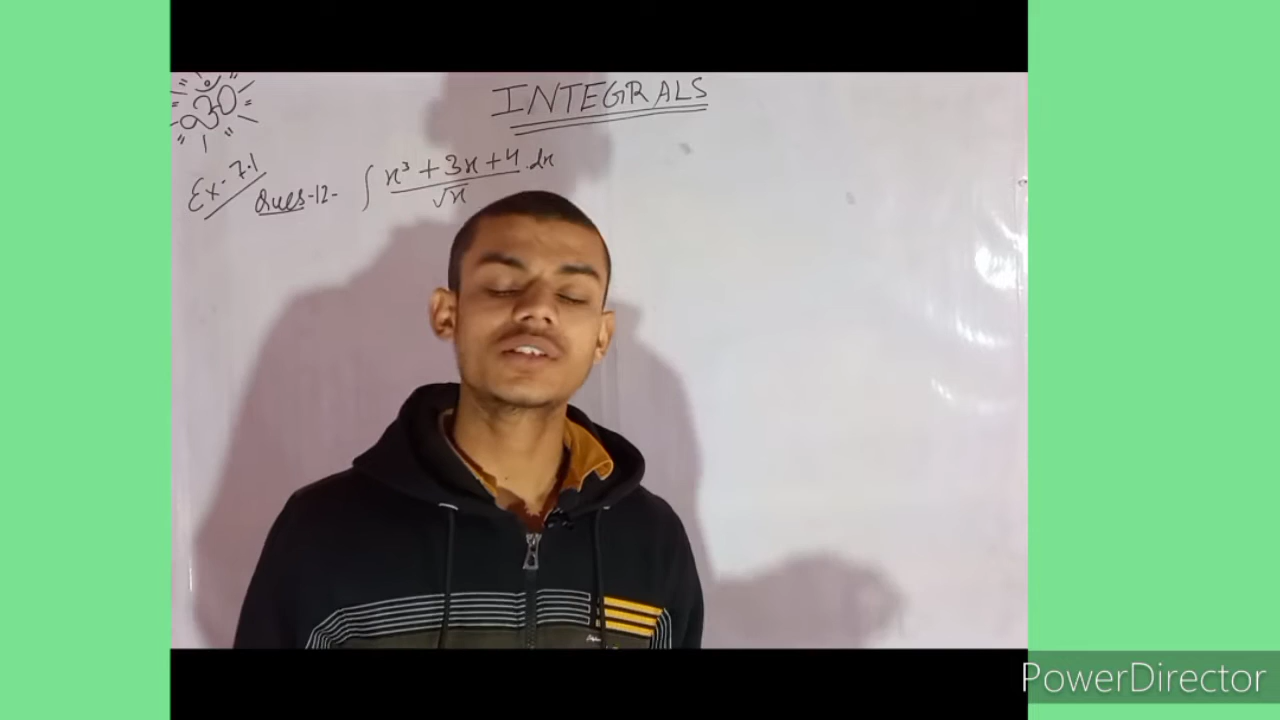 ॐ
INTEGRALS
Ex-7.1
Ques-12- ∫ x³ + 3x + 4 / √x .dx
PowerDirector